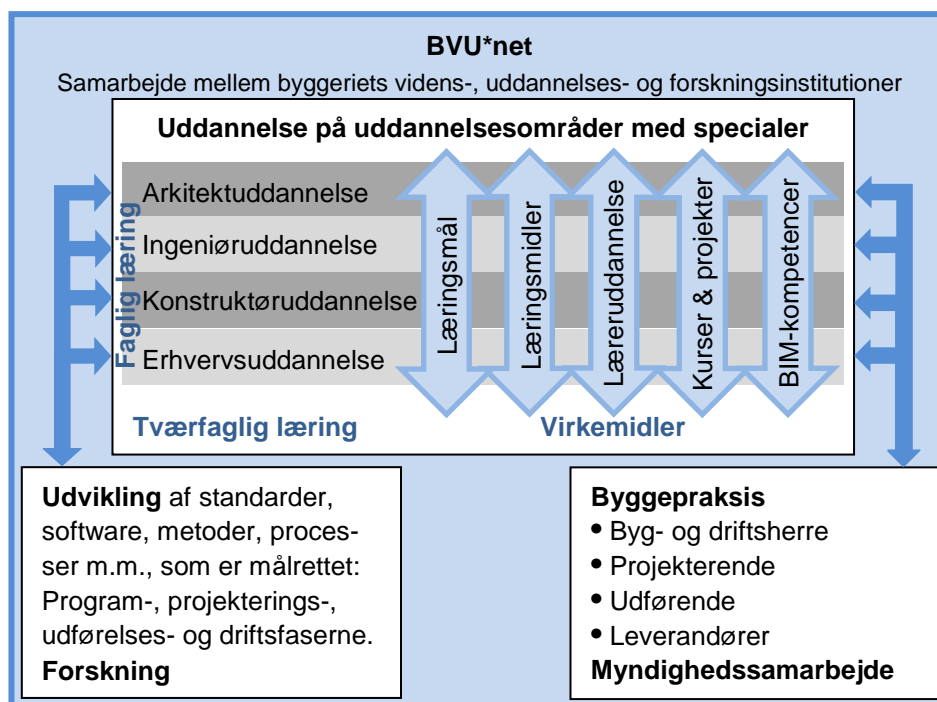 BVU*net
Samarbejde mellem byggeriets videns-, uddannelses- og forskningsinstitutioner
Uddannelse på uddannelsesområder med specialer
Faglig læring
Arkitektuddannelse
Ingeniøruddannelse
Konstruktøruddannelse
Erhvervsuddannelse
Læringsmål
Læringsmidler
Læreruddannelse
Kurser & projekter
BIM-kompetencer
Tværfaglig læring
Virkemidler
Udvikling af standarder,
software, metoder, proces-
ser m.m., som er målrettet:
Program-, projekterings-,
udførelses- og driftsfaserne.
Forskning
Byggepraksis
• Byg- og driftsherre
• Projekterende
• Udførende
• Leverandører
Myndighedssamarbejde